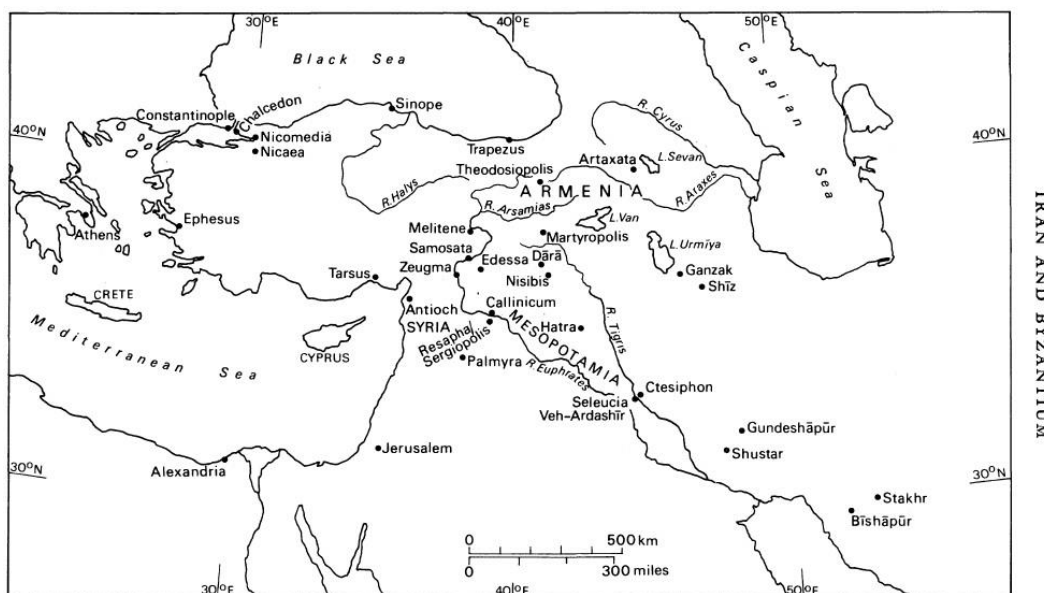 30°E
40°E
50°E
Black Sea
Caspian Sea
Constantinople
Chalcedon
Sinope
40°N
Nicomedia
Nicaea
Trapezus
R. Cyrus
40°N
Theodosiopolis
Artaxata
L.Sevan
ARMENIA
R.Halys
R. Arsamias
R.Araxes
L.Van
Athens
Ephesus
Melitene
Martyropolis
L.Urmīya
Samosata
Edessa
Dārā
Tarsus
Zeugma
Nisibis
Ganzak
Shīz
CRETE
Antioch
Callinicum
SYRIA
Resapha/
Sergiopolis
Hatra
R. Tigris
MESOPOTAMIA
Mediterranean Sea
CYPRUS
Palmyra
R.Euphrates
Ctesiphon
Seleucia
Veh–Ardashīr
Jerusalem
Gundeshāpūr
Shustar
30°N
Alexandria
30°N
Stakhr
Bīshāpūr
0 500 km
0 300 miles
30°E
40°E
50°E
IRAN AND BYZANTIUM